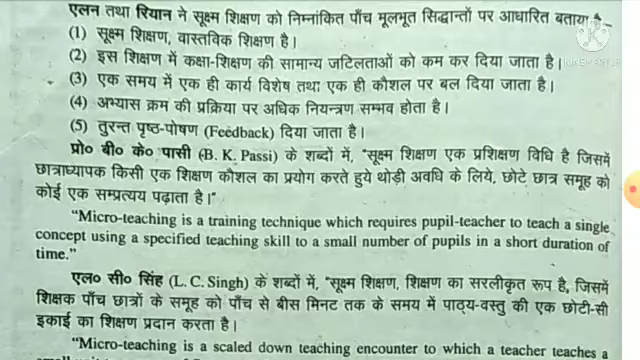 एलन तथा रियान ने सूक्ष्म शिक्षण को निम्नांकित पाँच मूलभूत सिद्धान्तों पर आधारित बताया है–
(1) सूक्ष्म शिक्षण, वास्तविक शिक्षण है।
(2) इस शिक्षण में कक्षा-शिक्षण की सामान्य जटिलताओं को कम कर दिया जाता है।
(3) एक समय में एक ही कार्य विशेष तथा एक ही कौशल पर बल दिया जाता है।
(4) अभ्यास क्रम की प्रक्रिया पर अधिक नियन्त्रण सम्भव होता है।
(5) तुरन्त पृष्ठ-पोषण (Feedback) दिया जाता है।
प्रो० बी० के० पासी (B. K. Passi) के शब्दों में, "सूक्ष्म शिक्षण एक प्रशिक्षण विधि है जिसमें
छात्राध्यापक किसी एक शिक्षण कौशल का प्रयोग करते हुये थोड़ी अवधि के लिये, छोटे छात्र समूह को
कोई एक सम्प्रत्यय पढ़ाता है।"
"Micro-teaching is a training technique which requires pupil-teacher to teach a single
concept using a specified teaching skill to a small number of pupils in a short duration of
time."
एल० सी० सिंह (L. C. Singh) के शब्दों में, "सूक्ष्म शिक्षण, शिक्षण का सरलीकृत रूप है, जिसमें
शिक्षक पाँच छात्रों के समूह को पाँच से बीस मिनट तक के समय में पाठ्य-वस्तु की एक छोटी-सी
इकाई का शिक्षण प्रदान करता है।
"Micro-teaching is a scaled down teaching encounter to which a teacher teaches a